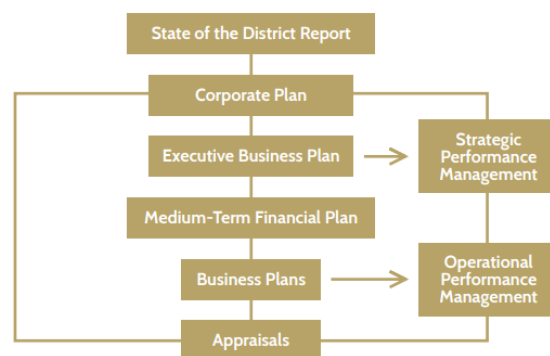 State of the District Report
Corporate Plan
Executive Business Plan
Strategic
Performance
Management
Medium-Term Financial Plan
Business Plans
Operational
Performance
Management
Appraisals